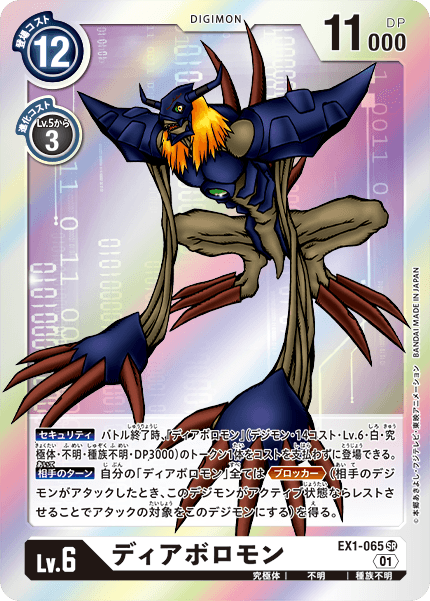 DIGIMON
登場コスト
12
11000
DP
進化コスト
Lv.5から
3
BANDAI MADE IN JAPAN
©本郷あきよし・フジテレビ・東映アニメーション
セキュリティ バトル終了時、「ディアボロモン」(デジモン・14コスト・Lv.6・白・究
極体・不明・種族不明・DP3000)のトークン1体をコストを支払わずに登場できる。
相手のターン 自分の「ディアボロモン」全ては ブロッカー (相手のデジ
モンがアタックしたとき、このデジモンがアクティブ状態ならレストさ
せることでアタックの対象をこのデジモンにする)を得る。
EX1-065 SR
Lv.6 ディアボロモン 01
究極体 不明 種族不明